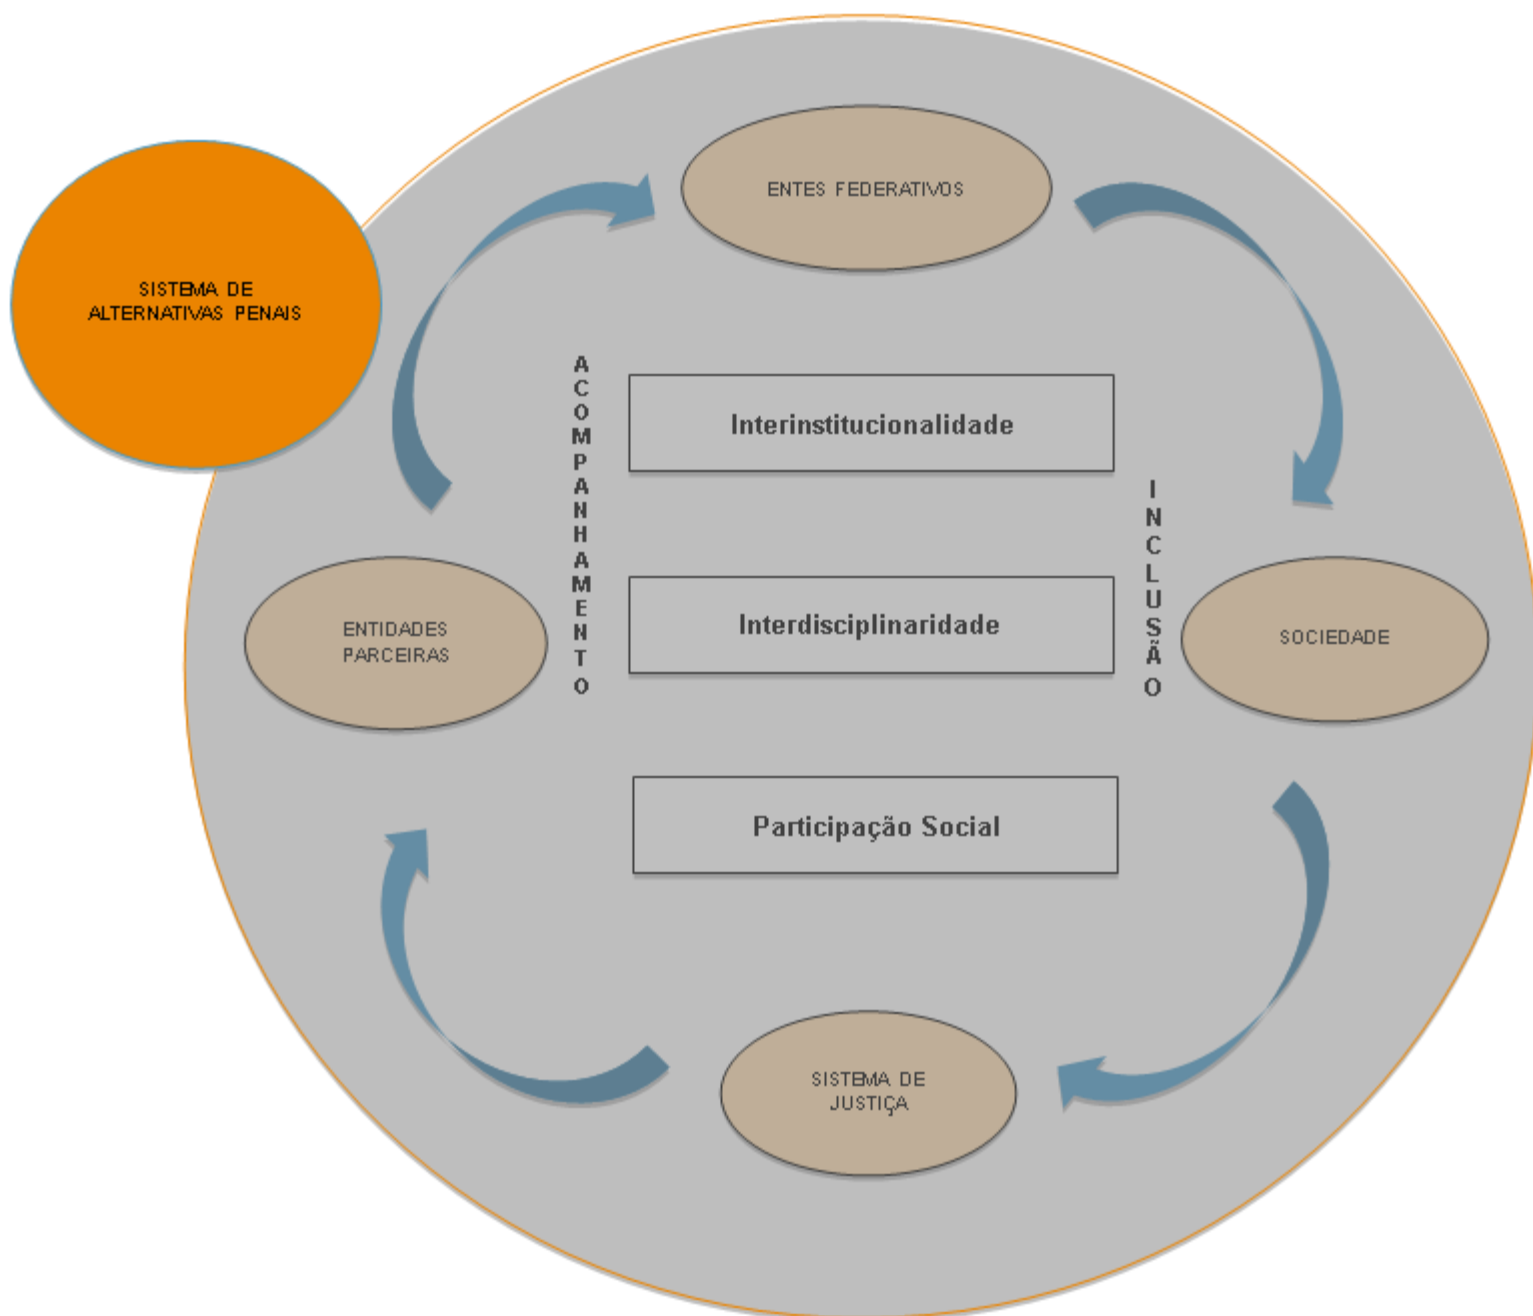 ENTES FEDERATIVOS
SISTEMA DE
ALTERNATIVAS PENAIS
ACOMPANHAMENTO
Interinstitucionalidade
INCLUSÃO
Interdisciplinaridade
ENTIDADES
PARCEIRAS
SOCIEDADE
Participação Social
SISTEMA DE
JUSTIÇA